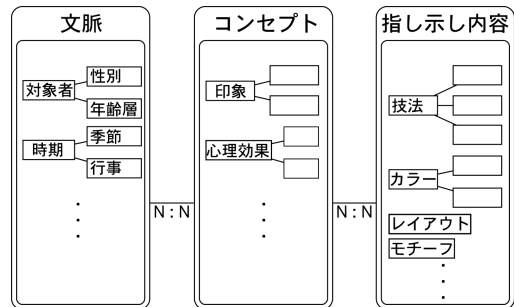 文脈
対象者
性別
年齢層
時期
季節
行事
N:N
コンセプト
印象
心理効果
N:N
指し示し内容
技法
カラー
レイアウト
モチーフ